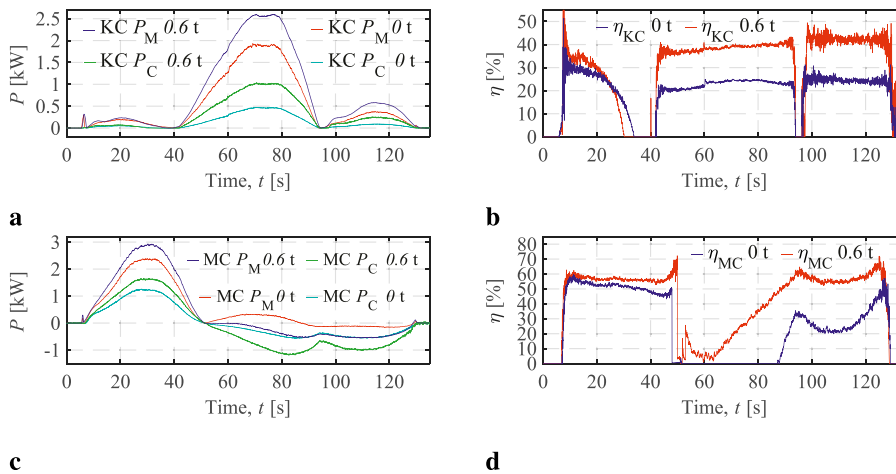 KC P_M 0.6 t KC P_M 0 t
KC P_C 0.6 t KC P_C 0 t
P [kW]
2.5
2
1.5
1
0.5
0
0 20 40 60 80 100 120
Time, t [s]
a
η_KC 0 t η_KC 0.6 t
η [%]
50
40
30
20
10
0
0 20 40 60 80 100 120
Time, t [s]
b
MC P_M 0.6 t MC P_C 0.6 t
MC P_M 0 t MC P_C 0 t
P [kW]
3
2
1
0
-1
0 20 40 60 80 100 120
Time, t [s]
c
η_MC 0 t η_MC 0.6 t
η [%]
80
70
60
50
40
30
20
10
0
0 20 40 60 80 100 120
Time, t [s]
d